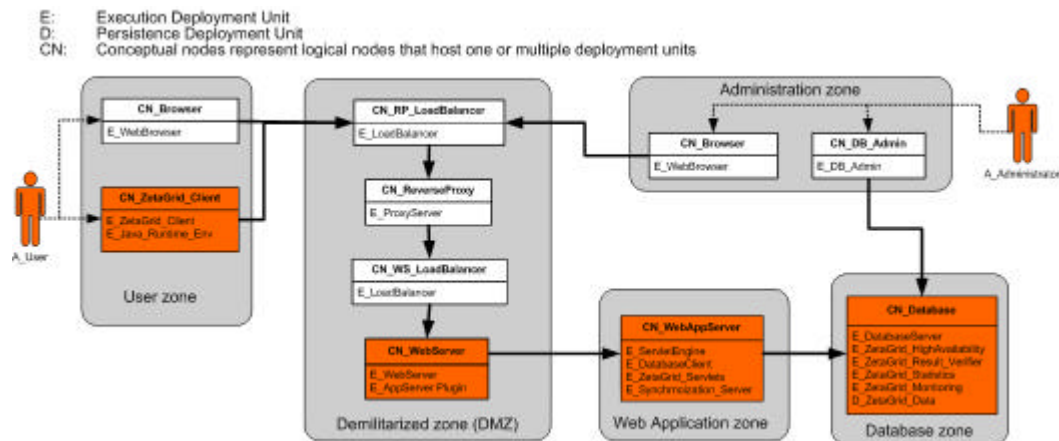 E: Execution Deployment Unit
D: Persistence Deployment Unit
CN: Conceptual nodes represent logical nodes that host one or multiple deployment units
CN_Browser
E_WebBrowser
CN_ZetaGrid_Client
E_ZetaGrid_Client
E_Java_Runtime_Env
A_User
User zone
CN_RP_LoadBalancer
E_LoadBalancer
CN_ReverseProxy
E_ProxyServer
CN_WS_LoadBalancer
E_LoadBalancer
CN_WebServer
E_WebServer
E_AppServer Plugin
Demilitarized zone (DMZ)
Administration zone
CN_Browser
E_WebBrowser
CN_DB_Admin
E_DB_Admin
A_Administrator
CN_WebAppServer
E_ServletEngine
E_DatabaseClient
E_ZetaGrid_Servlets
E_Synchroization_Server
Web Application zone
CN_Database
E_DatabaseServer
E_ZetaGrid_HighAvailability
E_ZetaGrid_Result_Verifier
E_ZetaGrid_Statistics
E_ZetaGrid_Monitoring
D_ZetaGrid_Data
Database zone